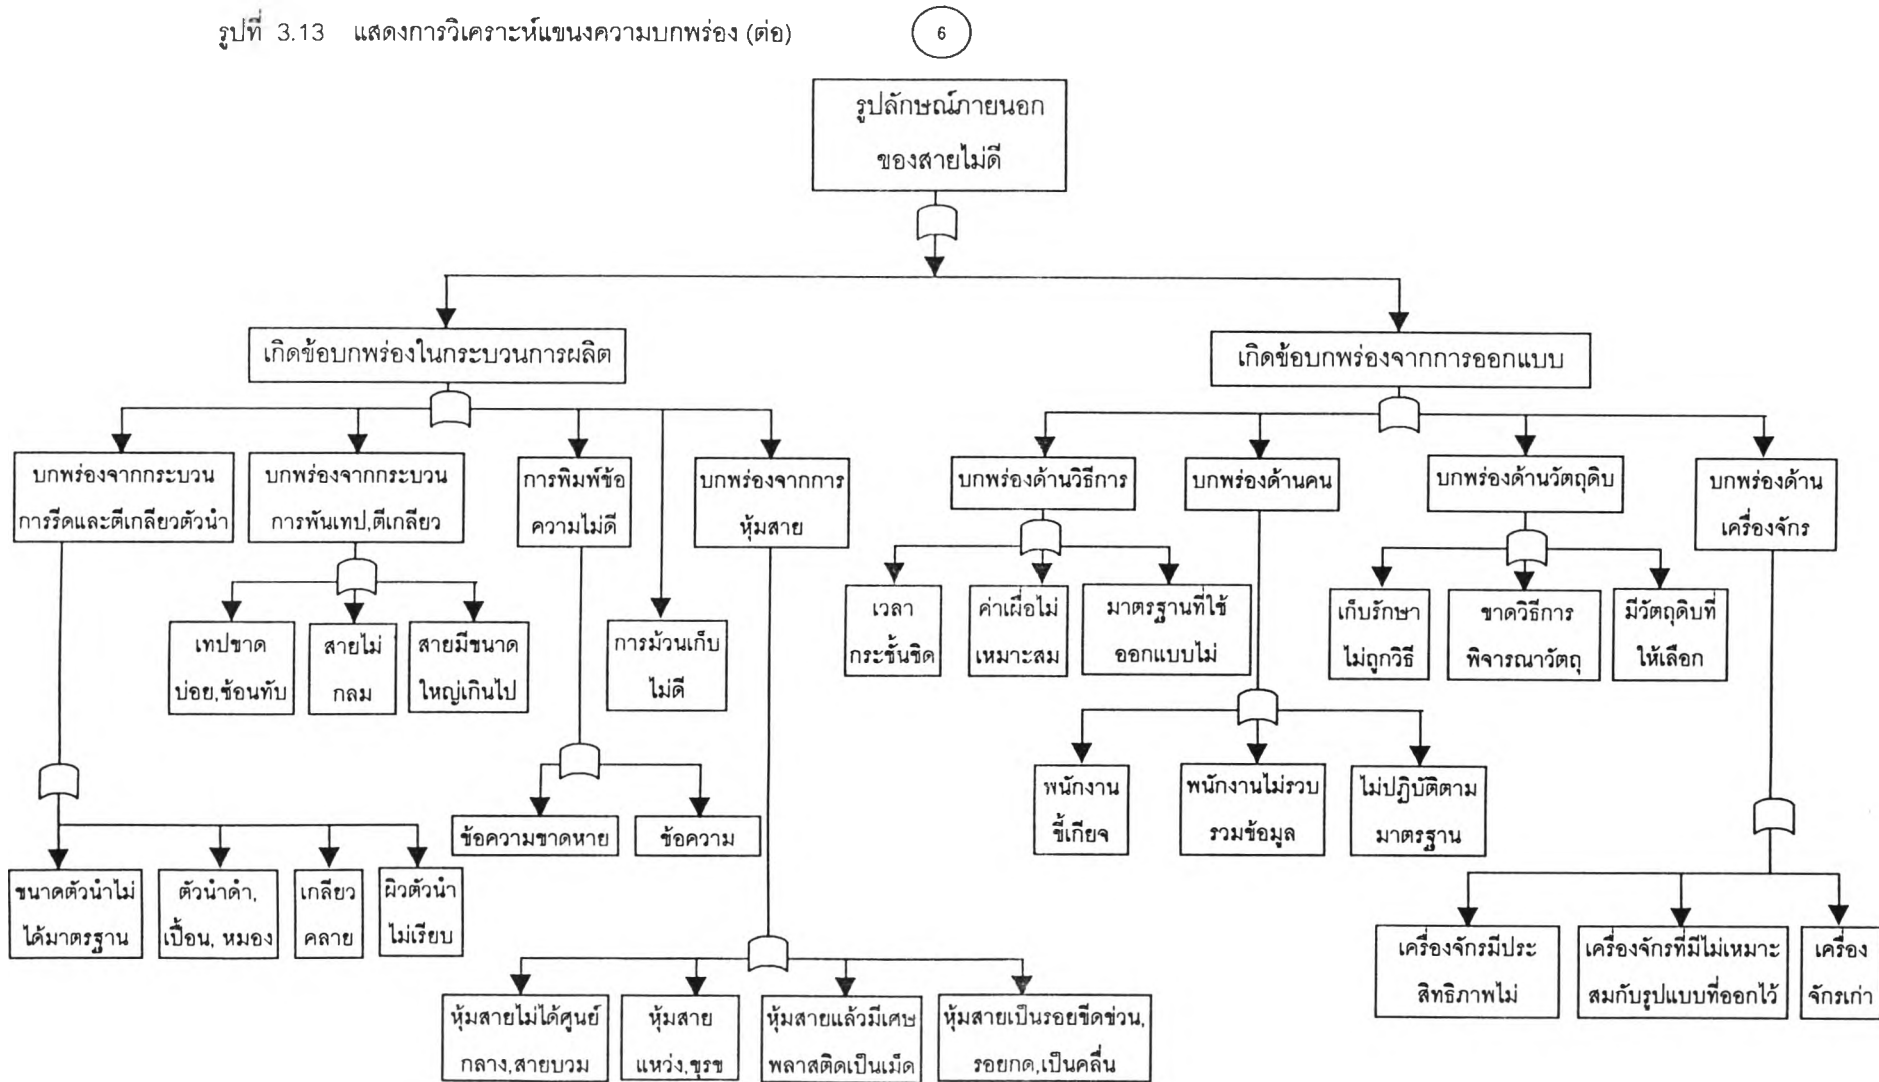 รูปที่ 3.13 แสดงการวิเคราะห์แขนงความบกพร่อง (ต่อ)
6
รูปลักษณ์ภายนอก
ของสายไม่ดี
เกิดข้อบกพร่องในกระบวนการผลิต
เกิดข้อบกพร่องจากการออกแบบ
บกพร่องจากกระบวน
การรีดและตีเกลียวตัวนำ
บกพร่องจากกระบวน
การพันเทป,ตีเกลียว
การพิมพ์ข้อ
ความไม่ดี
บกพร่องจากการ
หุ้มสาย
บกพร่องด้านวิธีการ
บกพร่องด้านคน
บกพร่องด้านวัตถุดิบ
บกพร่องด้าน
เครื่องจักร
เทปขาด
บ่อย,ซ้อนทับ
สายไม่
กลม
สายมีขนาด
ใหญ่เกินไป
การม้วนเก็บ
ไม่ดี
เวลา
กระชั้นชิด
ค่าเผื่อไม่
เหมาะสม
มาตรฐานที่ใช้
ออกแบบไม่
เก็บรักษา
ไม่ถูกวิธี
ขาดวิธีการ
พิจารณาวัตถุ
มีวัตถุดิบที่
ให้เลือก
พนักงาน
ขี้เกียจ
พนักงานไม่รวบ
รวมข้อมูล
ไม่ปฏิบัติตาม
มาตรฐาน
ข้อความขาดหาย
ข้อความ
ขนาดตัวนำไม่
ได้มาตรฐาน
ตัวนำดำ,
เปื้อน, หมอง
เกลียว
คลาย
ผิวตัวนำ
ไม่เรียบ
เครื่องจักรมีประ
สิทธิภาพไม่
เครื่องจักรที่มีไม่เหมาะ
สมกับรูปแบบที่ออกไว้
เครื่อง
จักรเก่า
หุ้มสายไม่ได้ศูนย์
กลาง,สายบวม
หุ้มสาย
แหว่ง,ขุรข
หุ้มสายแล้วมีเศษ
พลาสติดเป็นเม็ด
หุ้มสายเป็นรอยขีดข่วน,
รอยกด,เป็นคลื่น